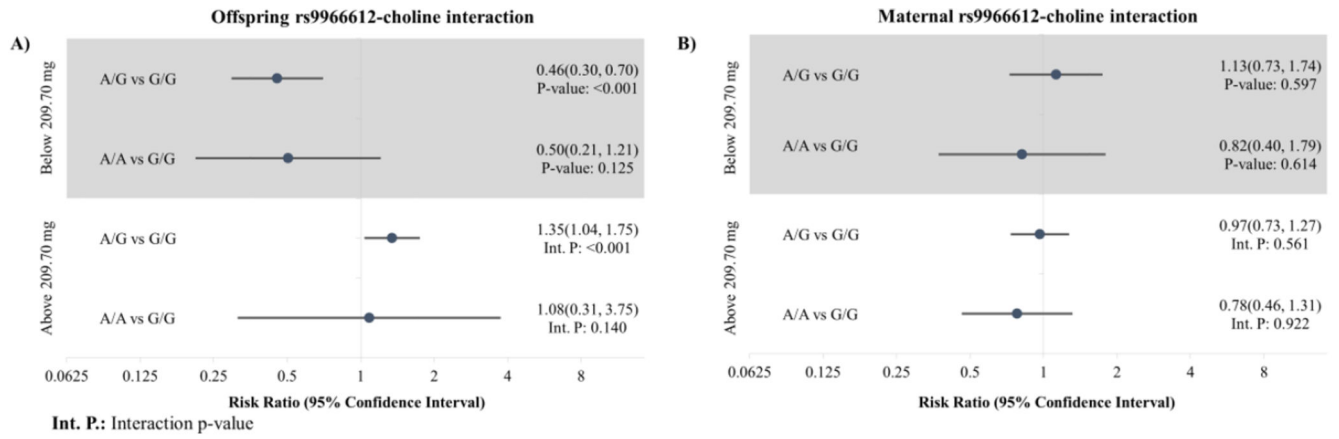 Offspring rs9966612-choline interaction
A)
Below 209.70 mg
A/G vs G/G
0.46(0.30, 0.70)
P-value: <0.001
A/A vs G/G
0.50(0.21, 1.21)
P-value: 0.125
Above 209.70 mg
A/G vs G/G
1.35(1.04, 1.75)
Int. P: <0.001
A/A vs G/G
1.08(0.31, 3.75)
Int. P: 0.140
0.0625 0.125 0.25 0.5 1 2 4 8
Risk Ratio (95% Confidence Interval)
Int. P.: Interaction p-value
Maternal rs9966612-choline interaction
B)
Below 209.70 mg
A/G vs G/G
1.13(0.73, 1.74)
P-value: 0.597
A/A vs G/G
0.82(0.40, 1.79)
P-value: 0.614
Above 209.70 mg
A/G vs G/G
0.97(0.73, 1.27)
Int. P: 0.561
A/A vs G/G
0.78(0.46, 1.31)
Int. P: 0.922
0.0625 0.125 0.25 0.5 1 2 4 8
Risk Ratio (95% Confidence Interval)